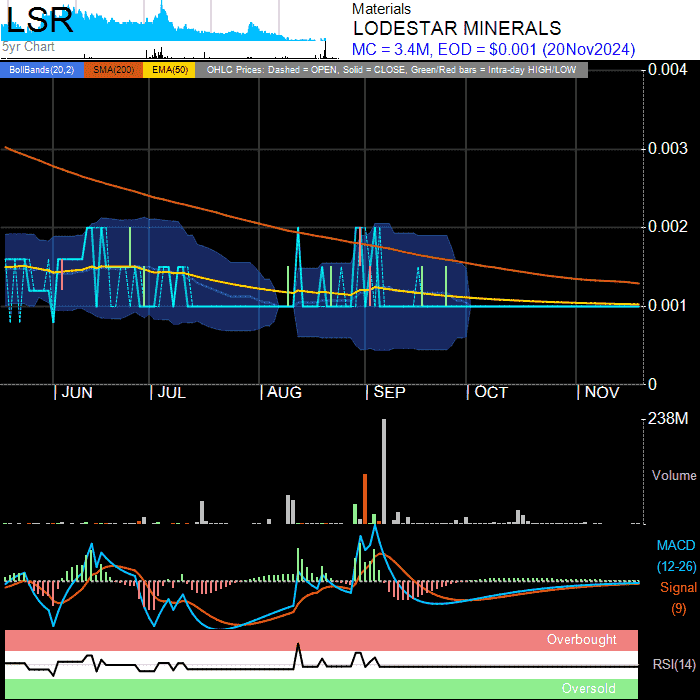 LSR
5yr Chart
Materials
LODESTAR MINERALS
MC = 3.4M, EOD = $0.001 (20Nov2024)
BollBands(20,2) SMA(200) EMA(50) OHLC Prices: Dashed = OPEN, Solid = CLOSE, Green/Red bars = Intra-day HIGH/LOW
0.004
0.003
0.002
0.001
0
| JUN | JUL | AUG | SEP | OCT | NOV
238M
Volume
MACD
(12-26)
Signal
(9)
Overbought
RSI(14)
Oversold